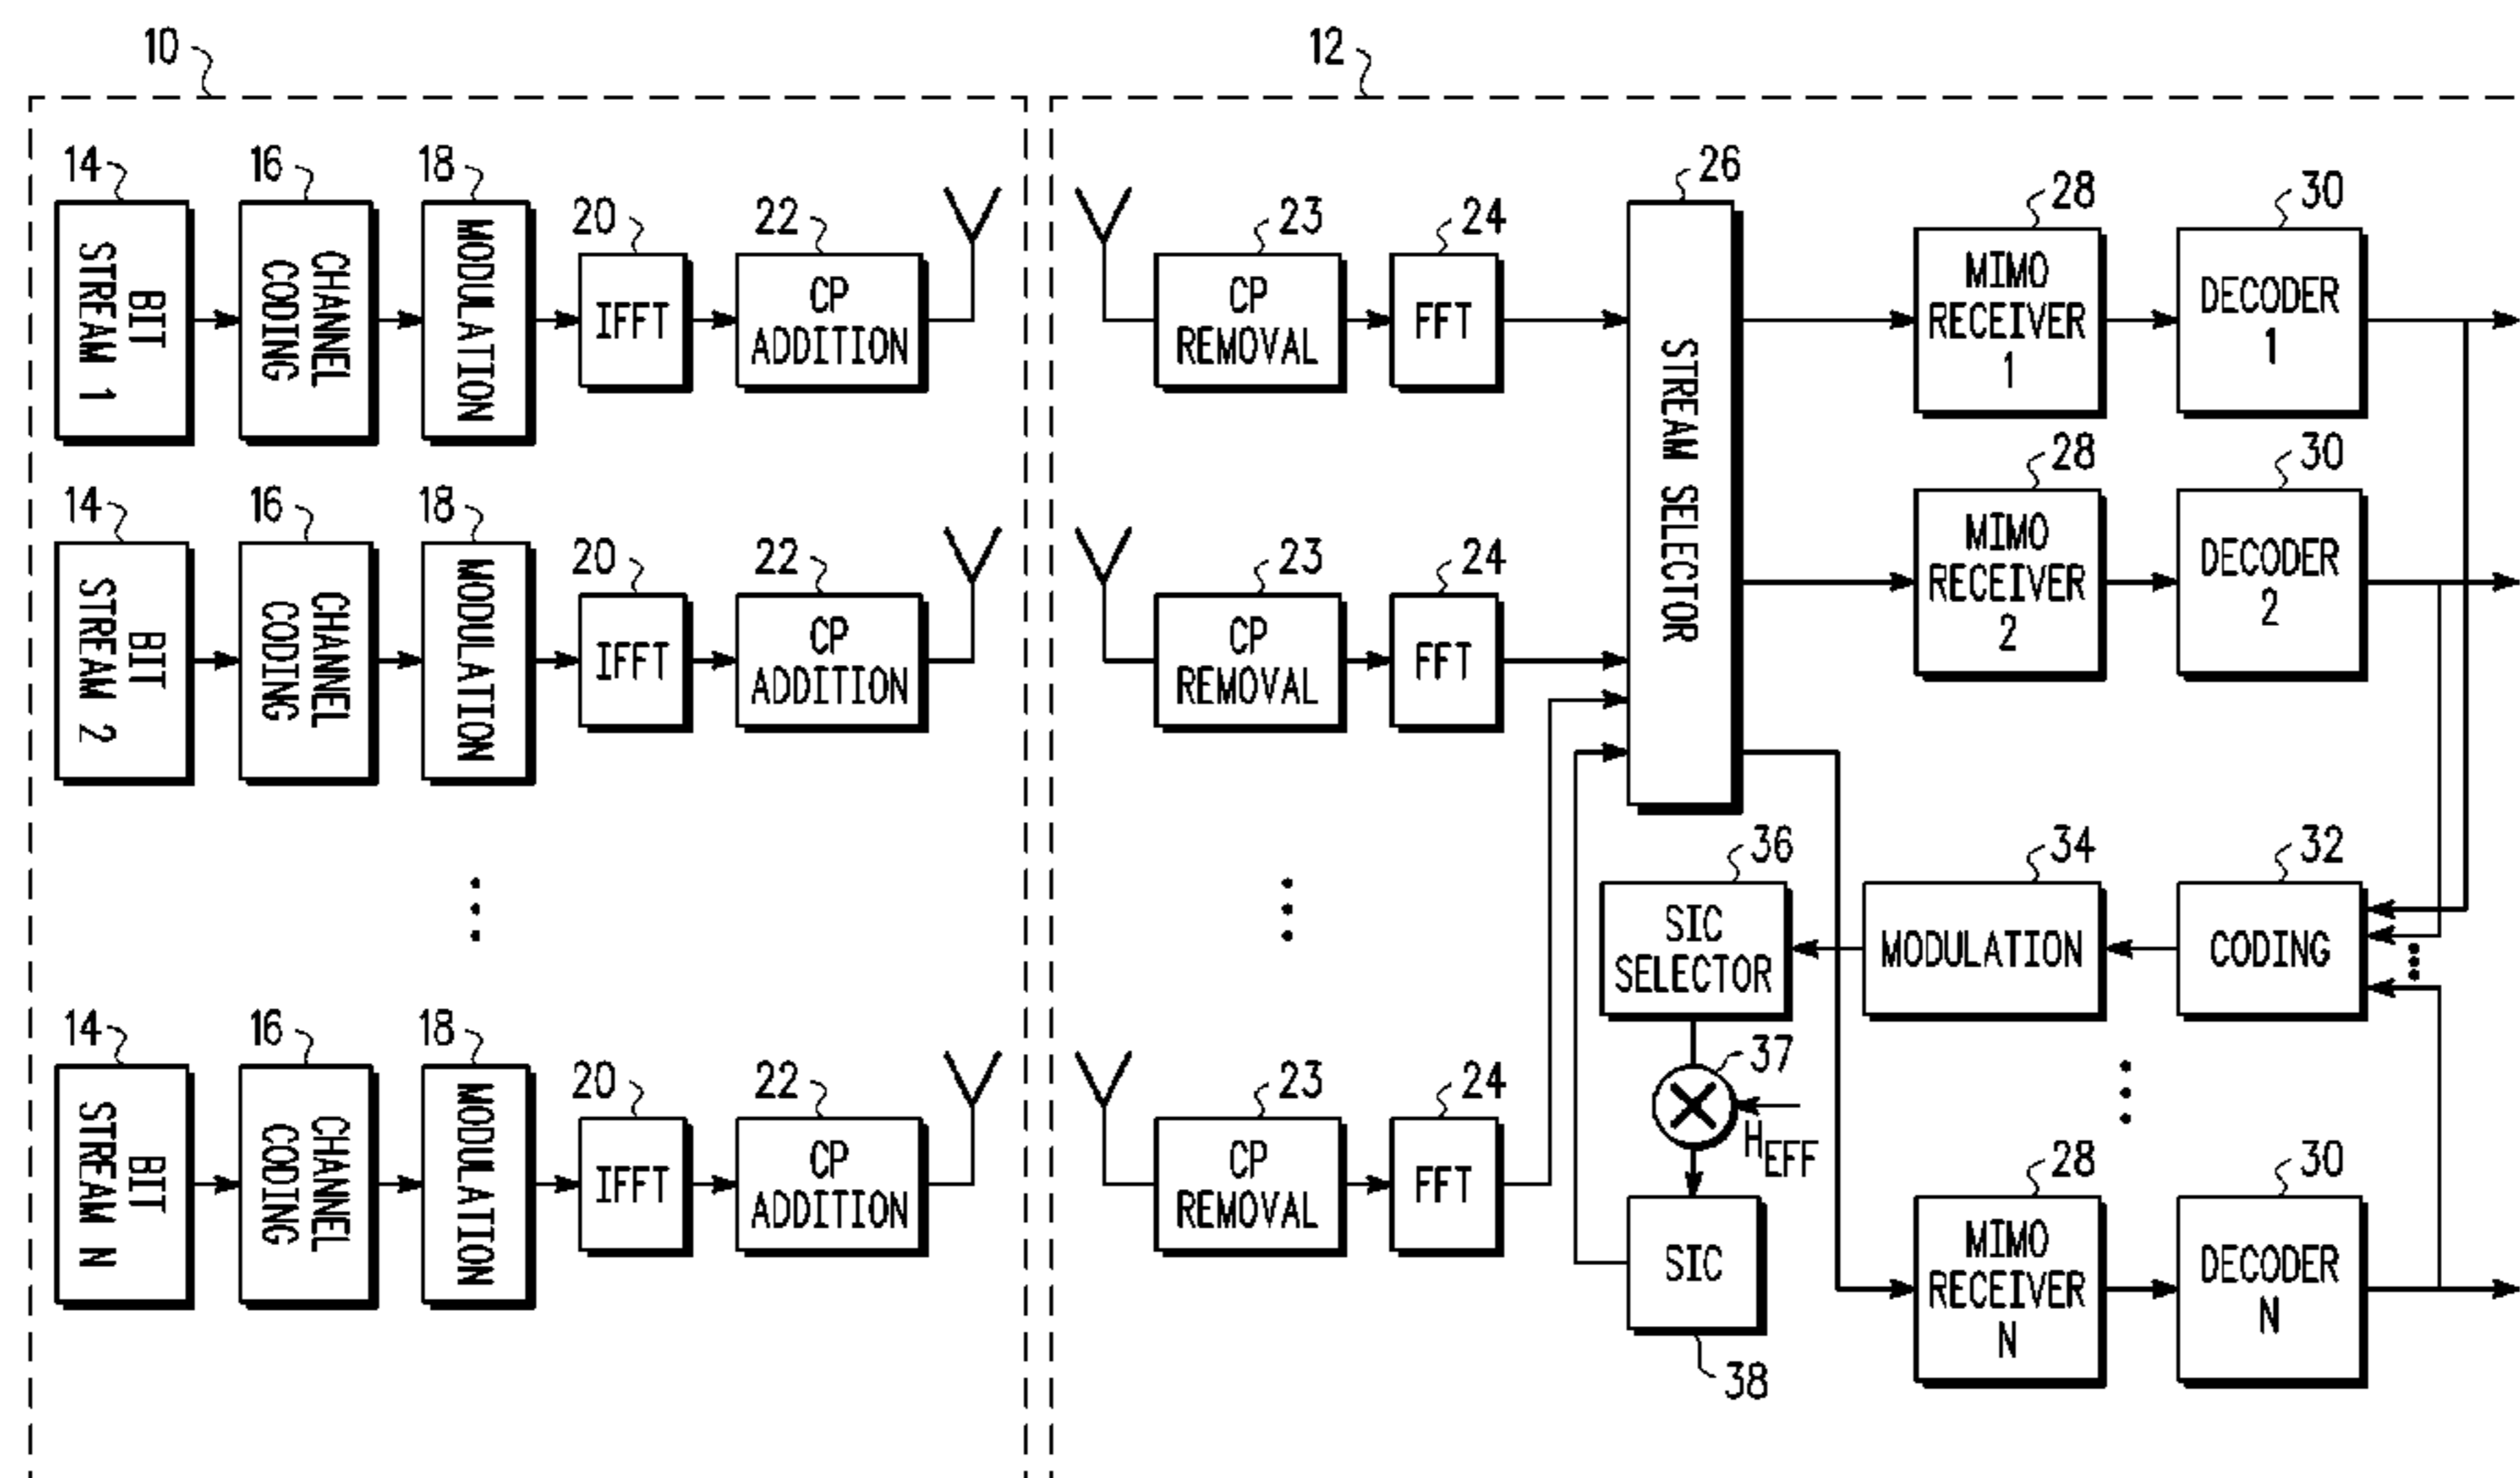 10
12
14
16
18
20
22
23
24
26
28
30
BIT
STREAM 1
CHANNEL
CODING
MODULATION
IFFT
CP
ADDITION
CP
REMOVAL
FFT
STREAM SELECTOR
MIMO
RECEIVER
1
DECODER
1
14
16
18
20
22
23
24
28
30
BIT
STREAM 2
CHANNEL
CODING
MODULATION
IFFT
CP
ADDITION
CP
REMOVAL
FFT
MIMO
RECEIVER
2
DECODER
2
36
34
32
SIC
SELECTOR
MODULATION
CODING
37
HEFF
14
16
18
20
22
23
24
28
30
BIT
STREAM N
CHANNEL
CODING
MODULATION
IFFT
CP
ADDITION
CP
REMOVAL
FFT
SIC
38
MIMO
RECEIVER
N
DECODER
N